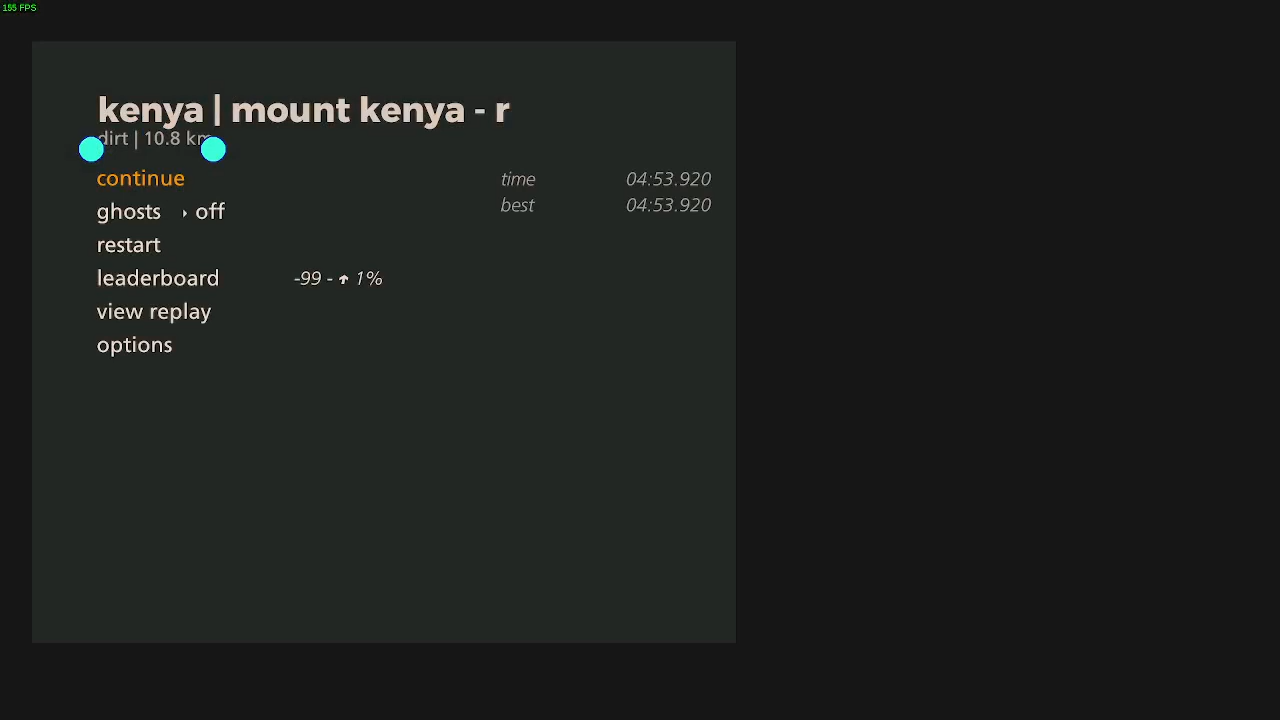 155 FPS
kenya | mount kenya - r
dirt | 10.8 km
continue
time 04:53.920
ghosts ‣ off
best 04:53.920
restart
leaderboard -99 - ↑ 1%
view replay
options